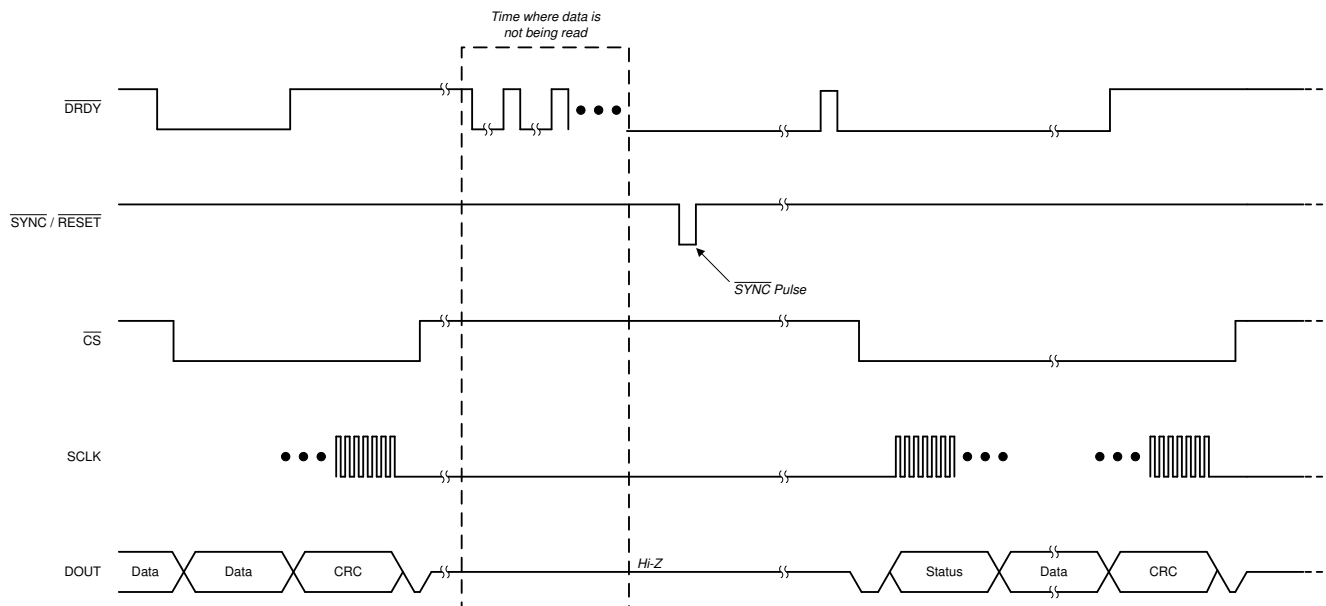 Time where data is
not being read
DRDY
SYNC / RESET
SYNC Pulse
CS
SCLK
Hi-Z
DOUT
Data
Data
CRC
Status
Data
CRC